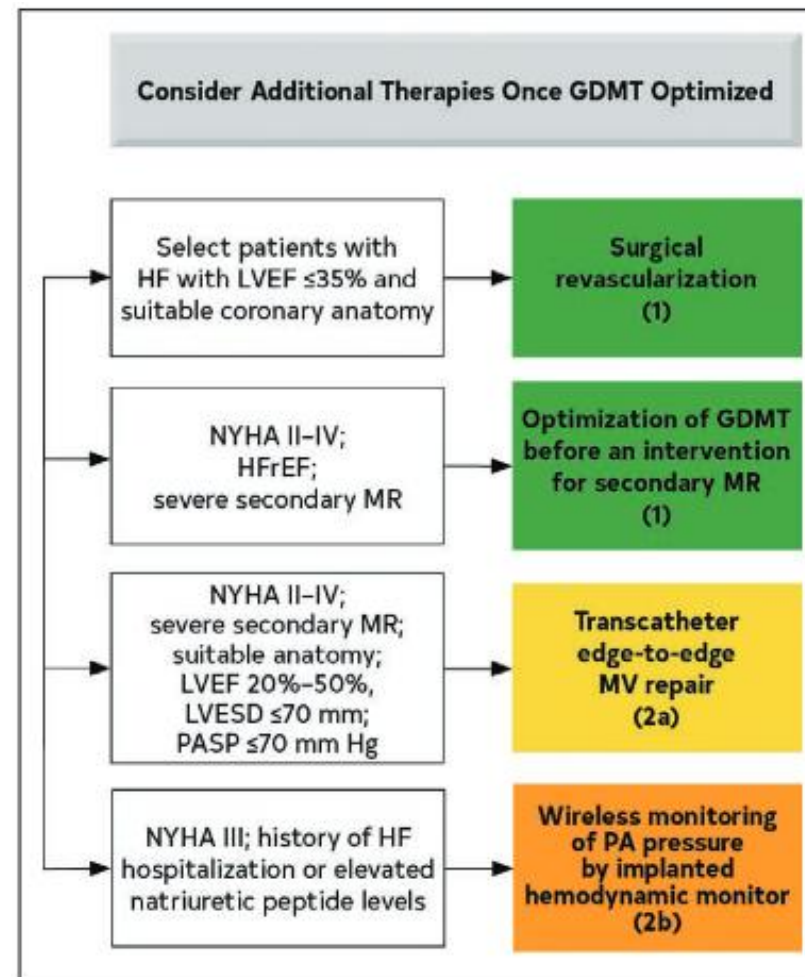 Consider Additional Therapies Once GDMT Optimized
Select patients with
HF with LVEF ≤35% and
suitable coronary anatomy
Surgical
revascularization
(1)
NYHA II–IV;
HFrEF;
severe secondary MR
Optimization of GDMT
before an intervention
for secondary MR
(1)
NYHA II–IV;
severe secondary MR;
suitable anatomy;
LVEF 20%–50%,
LVESD ≤70 mm;
PASP ≤70 mm Hg
Transcatheter
edge-to-edge
MV repair
(2a)
NYHA III; history of HF
hospitalization or elevated
natriuretic peptide levels
Wireless monitoring
of PA pressure
by implanted
hemodynamic monitor
(2b)